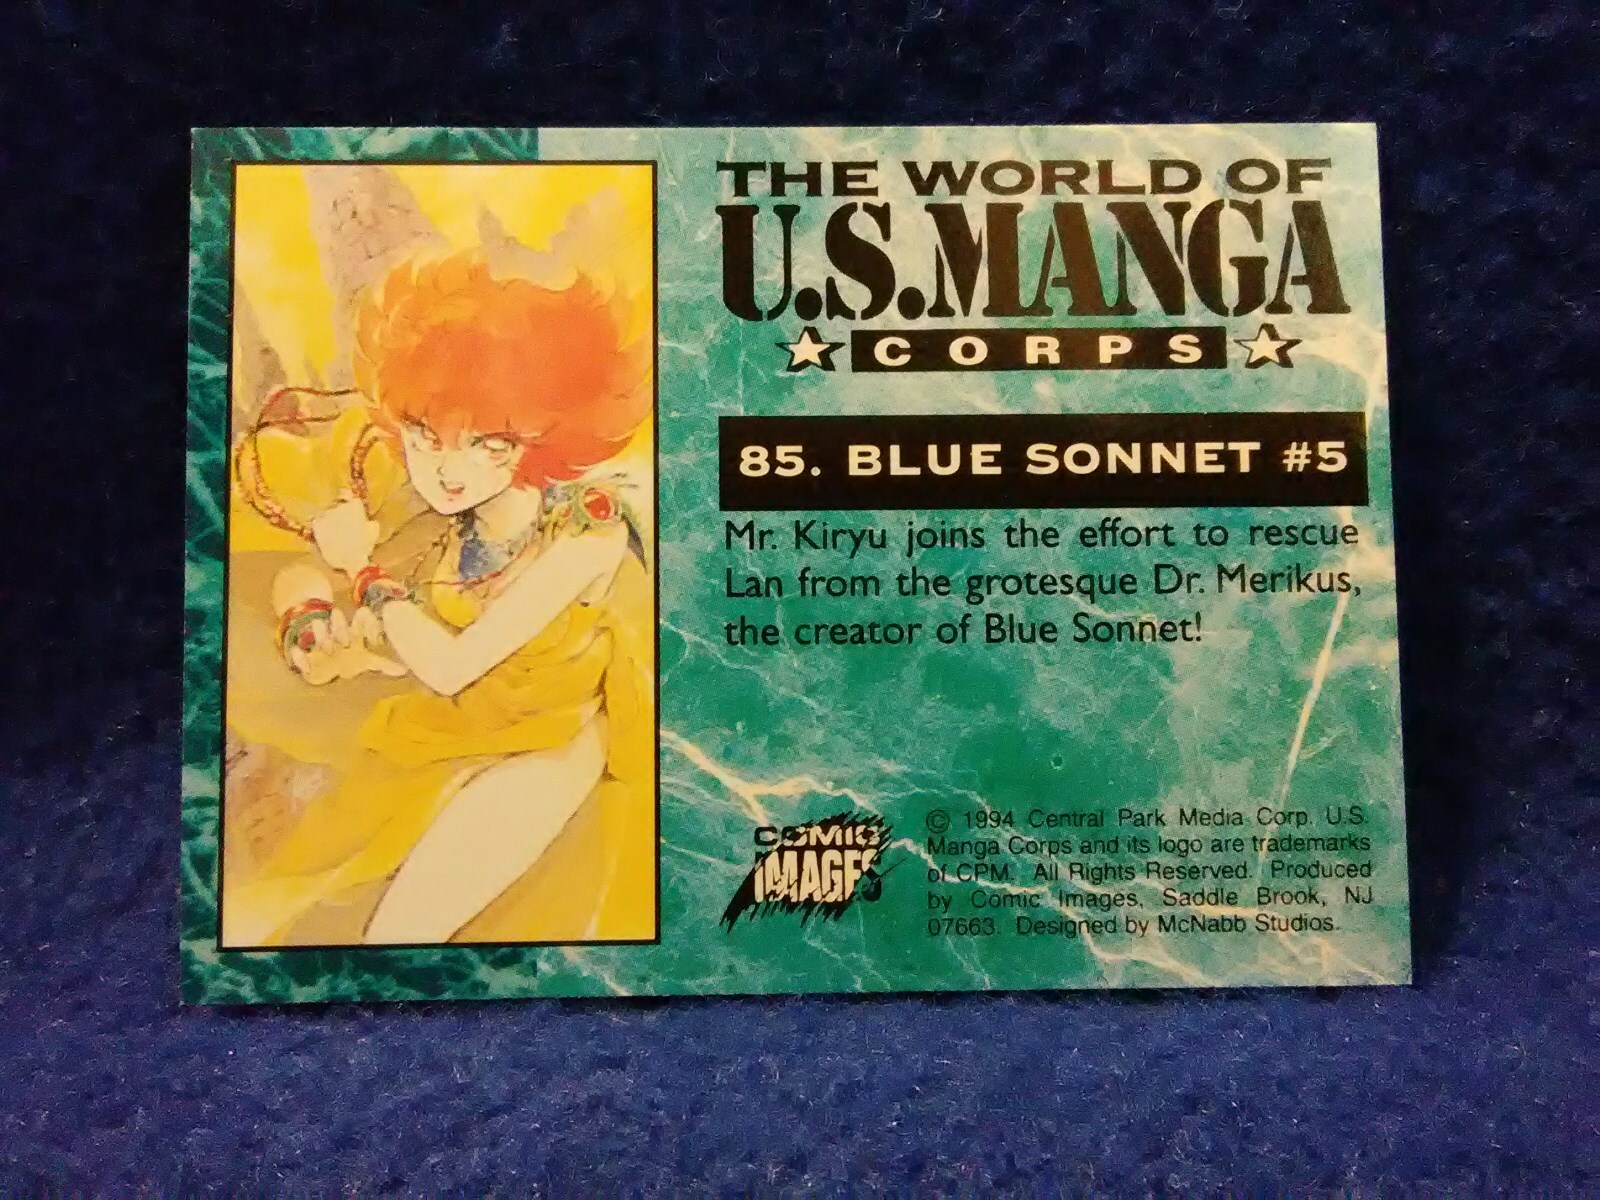 THE WORLD OF
U.S.MANGA
CORPS
85. BLUE SONNET #5
Mr. Kiryu joins the effort to rescue
Lan from the grotesque Dr. Merikus,
the creator of Blue Sonnet!
COMIC
IMAGES
© 1994 Central Park Media Corp. U.S.
Manga Corps and its logo are trademarks
of CPM. All Rights Reserved. Produced
by Comic Images, Saddle Brook, NJ
07663. Designed by McNabb Studios.